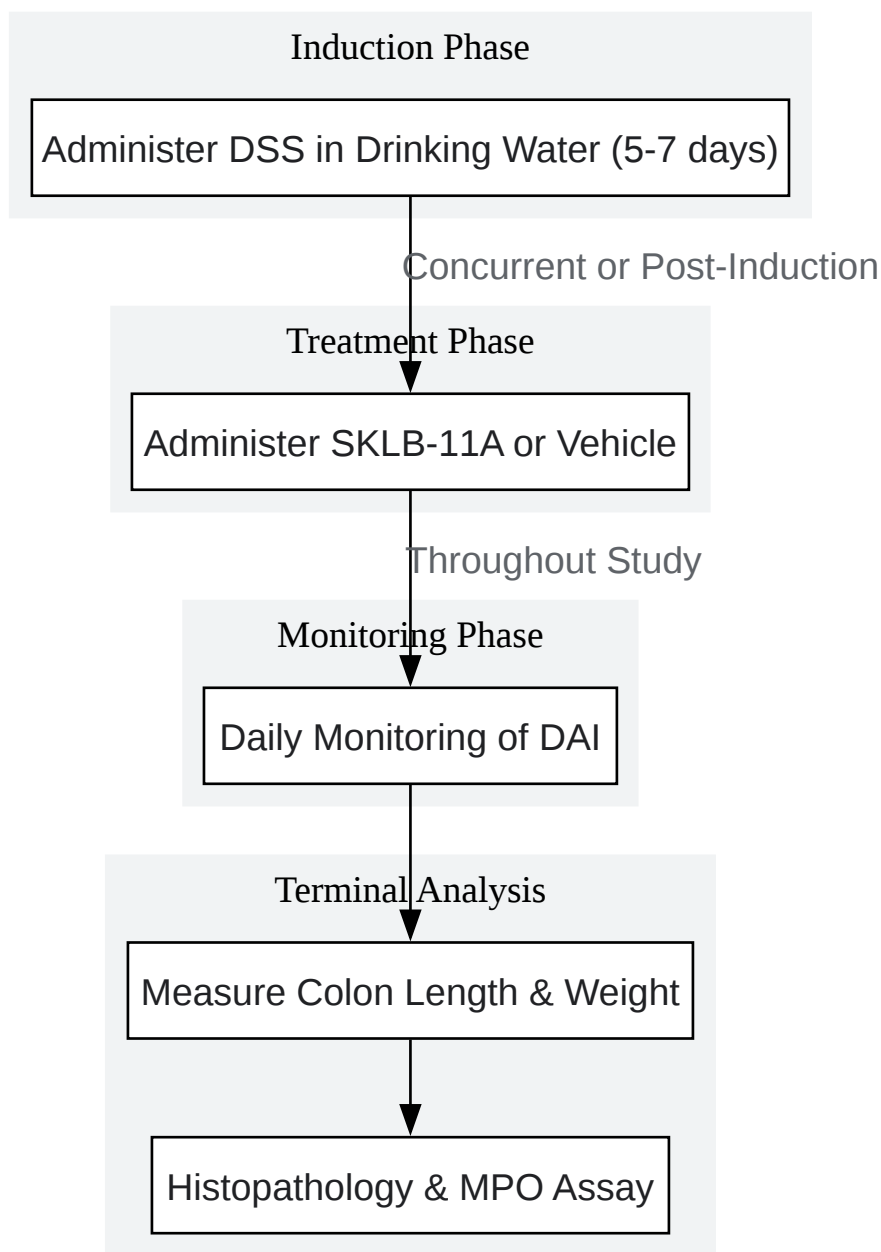 Induction Phase
Administer DSS in Drinking Water (5-7 days)
Concurrent or Post-Induction
Treatment Phase
Administer SKLB-11A or Vehicle
Throughout Study
Monitoring Phase
Daily Monitoring of DAI
Terminal Analysis
Measure Colon Length & Weight
Histopathology & MPO Assay